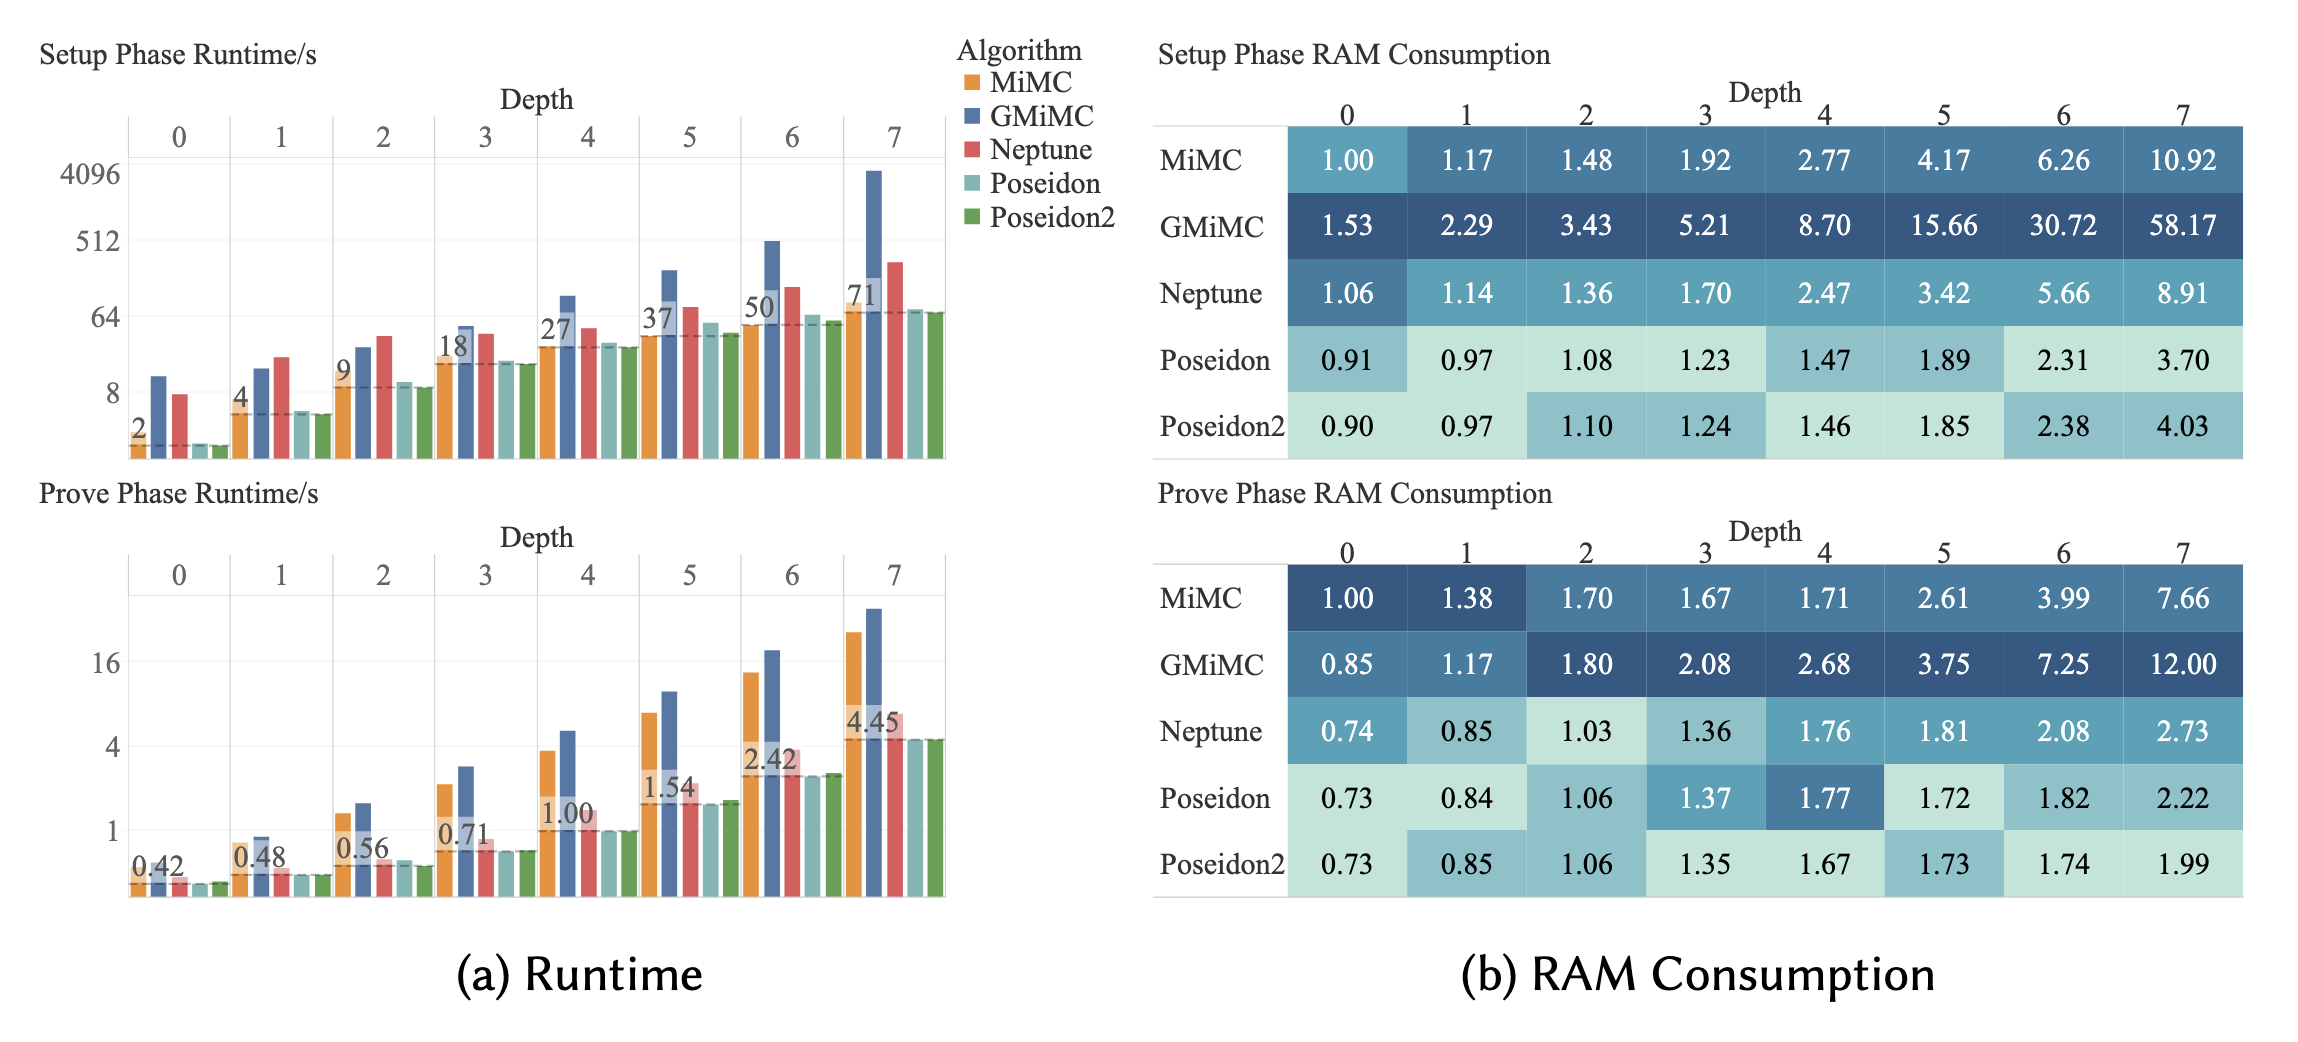 Setup Phase Runtime/s
Depth
0 1 2 3 4 5 6 7
4096
512
64
8
2 4 9 18 27 37 50 71
Algorithm
MiMC
GMiMC
Neptune
Poseidon
Poseidon2
Prove Phase Runtime/s
Depth
0 1 2 3 4 5 6 7
16
4
1
0.42 0.48 0.56 0.71 1.00 1.54 2.42 4.45
(a) Runtime
Setup Phase RAM Consumption
Depth
0 1 2 3 4 5 6 7
MiMC 1.00 1.17 1.48 1.92 2.77 4.17 6.26 10.92
GMiMC 1.53 2.29 3.43 5.21 8.70 15.66 30.72 58.17
Neptune 1.06 1.14 1.36 1.70 2.47 3.42 5.66 8.91
Poseidon 0.91 0.97 1.08 1.23 1.47 1.89 2.31 3.70
Poseidon2 0.90 0.97 1.10 1.24 1.46 1.85 2.38 4.03
Prove Phase RAM Consumption
Depth
0 1 2 3 4 5 6 7
MiMC 1.00 1.38 1.70 1.67 1.71 2.61 3.99 7.66
GMiMC 0.85 1.17 1.80 2.08 2.68 3.75 7.25 12.00
Neptune 0.74 0.85 1.03 1.36 1.76 1.81 2.08 2.73
Poseidon 0.73 0.84 1.06 1.37 1.77 1.72 1.82 2.22
Poseidon2 0.73 0.85 1.06 1.35 1.67 1.73 1.74 1.99
(b) RAM Consumption